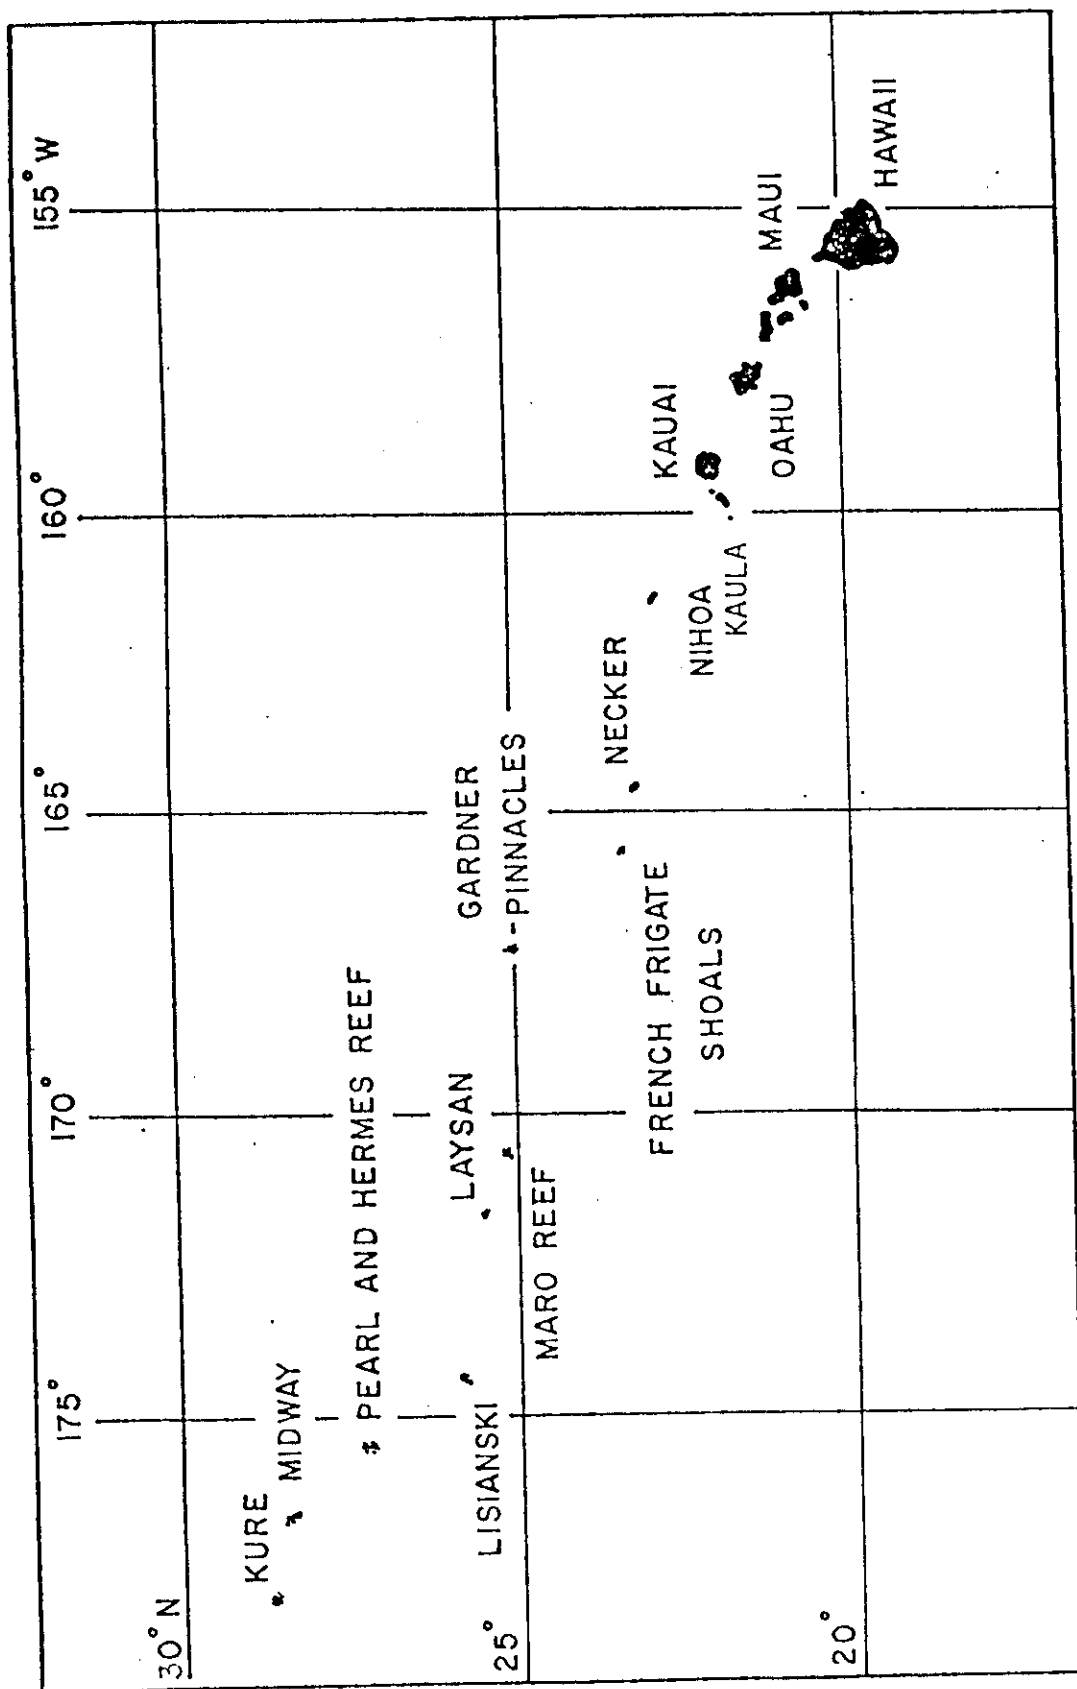 175°
170°
165°
160°
155°W
30°N
KURE
MIDWAY
PEARL AND HERMES REEF
LISIANSKI
LAYSAN
MARO REEF
GARDNER
PINNACLES
25°
FRENCH FRIGATE
SHOALS
NECKER
NIHOA
KAULA
KAUAI
OAHU
MAUI
HAWAII
20°